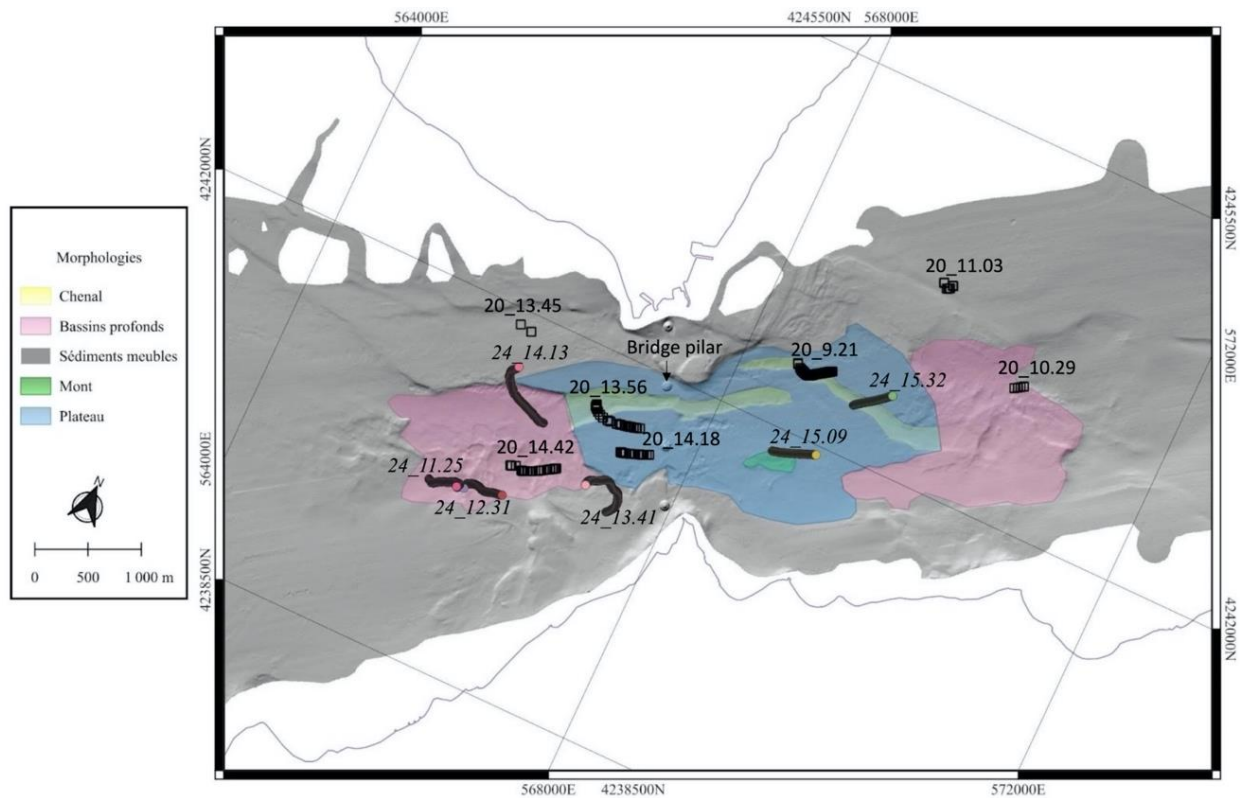 564000E
4245500N
568000E
4242000N
4245500N
Morphologies
Chenal
Bassins profonds
Sédiments meubles
Mont
Plateau
N
0 500 1 000 m
20_11.03
20_13.45
Bridge pilar
24_14.13
20_9.21
572000E
20_10.29
20_13.56
24_15.32
20_14.18
24_15.09
20_14.42
24_11.25
564000E
24_12.31
24_13.41
4238500N
4242000N
568000E
4238500N
572000E